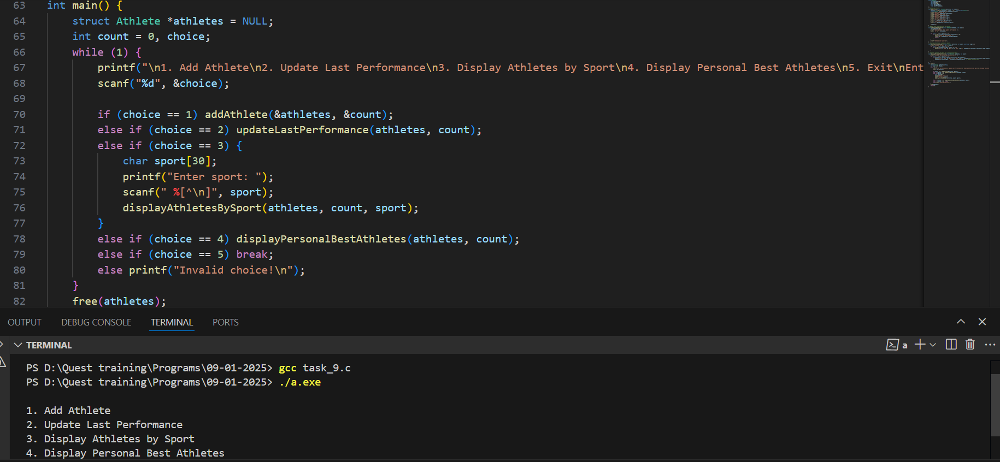 63 int main() {
64 struct Athlete *athletes = NULL;
65 int count = 0, choice;
66 while (1) {
67 printf("\n1. Add Athlete\n2. Update Last Performance\n3. Display Athletes by Sport\n4. Display Personal Best Athletes\n5. Exit\nEnt
68 scanf("%d", &choice);
69
70 if (choice == 1) addAthlete(&athletes, &count);
71 else if (choice == 2) updateLastPerformance(athletes, count);
72 else if (choice == 3) {
73 char sport[30];
74 printf("Enter sport: ");
75 scanf(" %[^\n]", sport);
76 displayAthletesBySport(athletes, count, sport);
77 }
78 else if (choice == 4) displayPersonalBestAthletes(athletes, count);
79 else if (choice == 5) break;
80 else printf("Invalid choice!\n");
81 }
82 free(athletes);
OUTPUT DEBUG CONSOLE TERMINAL PORTS
TERMINAL a
PS D:\Quest training\Programs\09-01-2025> gcc task_9.c
PS D:\Quest training\Programs\09-01-2025> ./a.exe
1. Add Athlete
2. Update Last Performance
3. Display Athletes by Sport
4. Display Personal Best Athletes